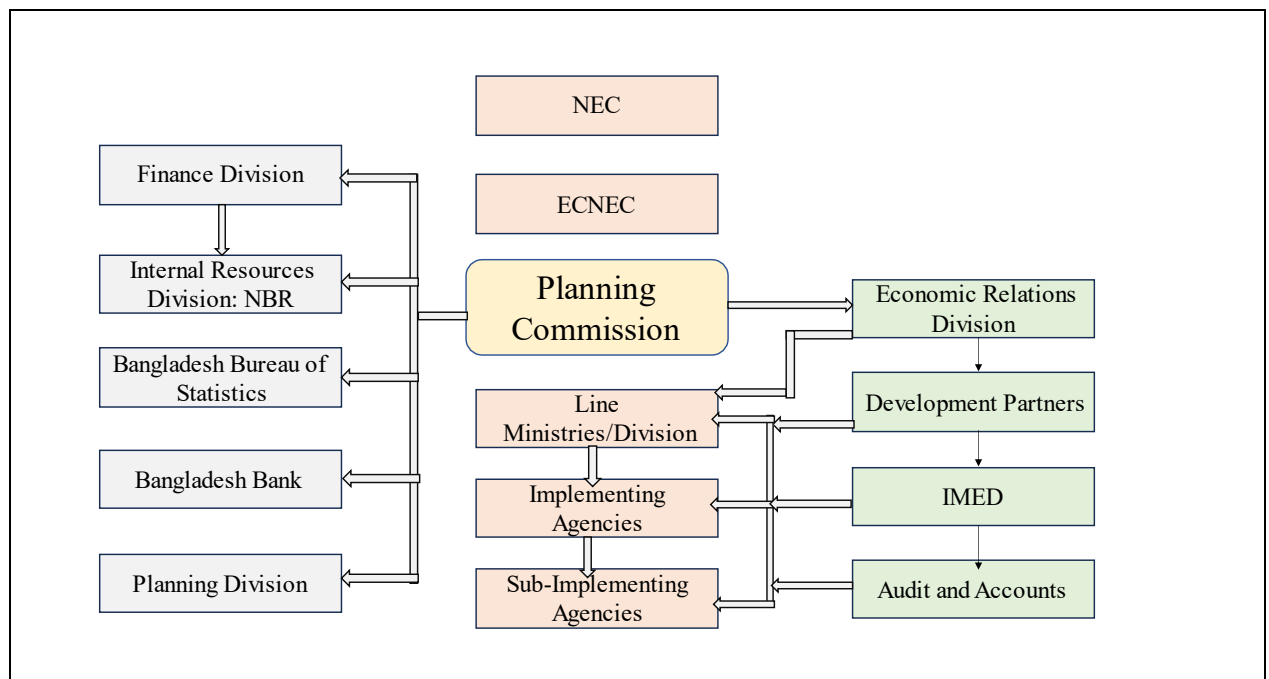 NEC
Finance Division
ECNEC
Internal Resources
Division: NBR
Planning
Commission
Economic Relations
Division
Bangladesh Bureau of
Statistics
Line
Ministries/Division
Development Partners
Bangladesh Bank
Implementing
Agencies
IMED
Planning Division
Sub-Implementing
Agencies
Audit and Accounts